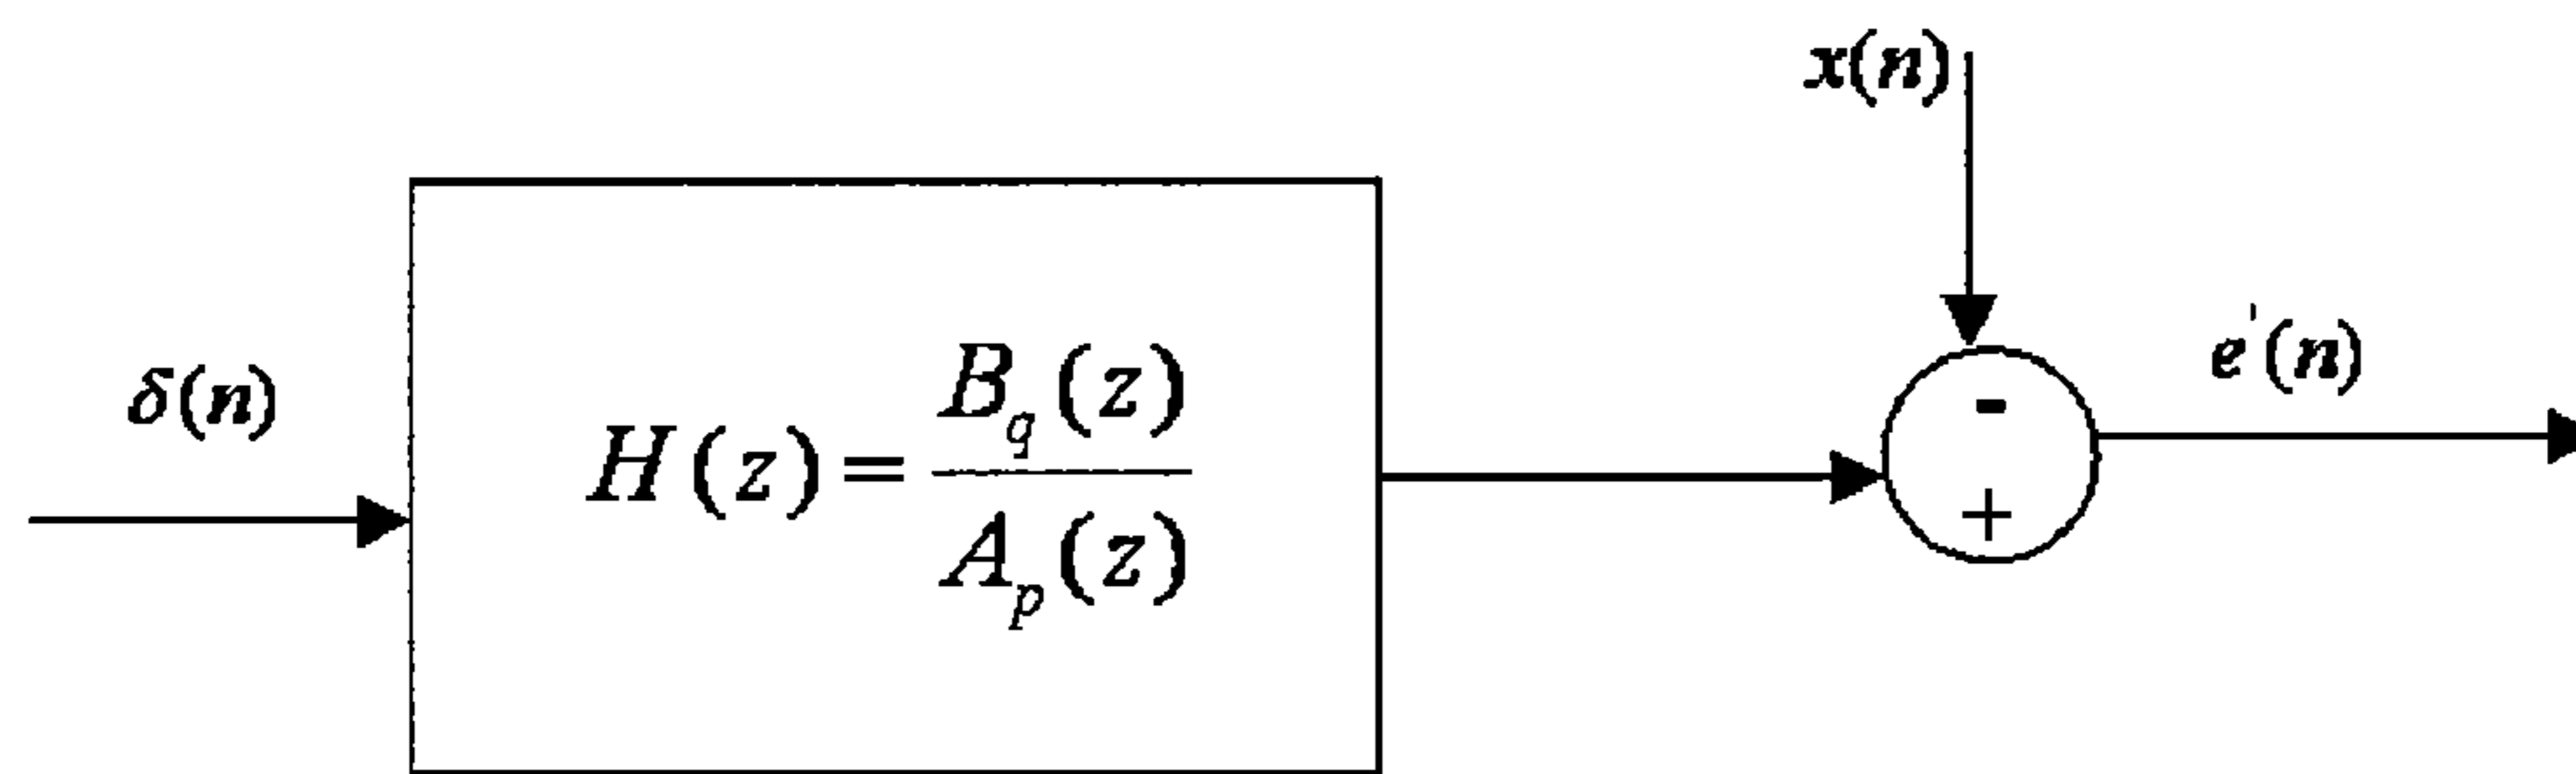 x(n)
δ(n)
H(z) = B_q(z) / A_p(z)
-
+
e'(n)